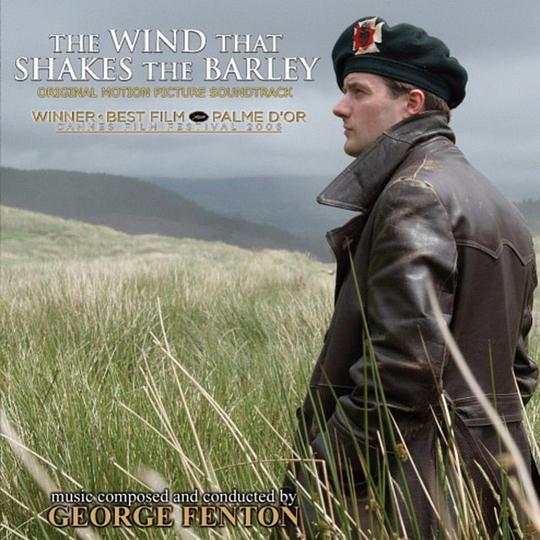 THE WIND THAT
SHAKES THE BARLEY
ORIGINAL MOTION PICTURE SOUNDTRACK
WINNER • BEST FILM PALME D'OR
CANNES FILM FESTIVAL 2006
music composed and conducted by
GEORGE FENTON